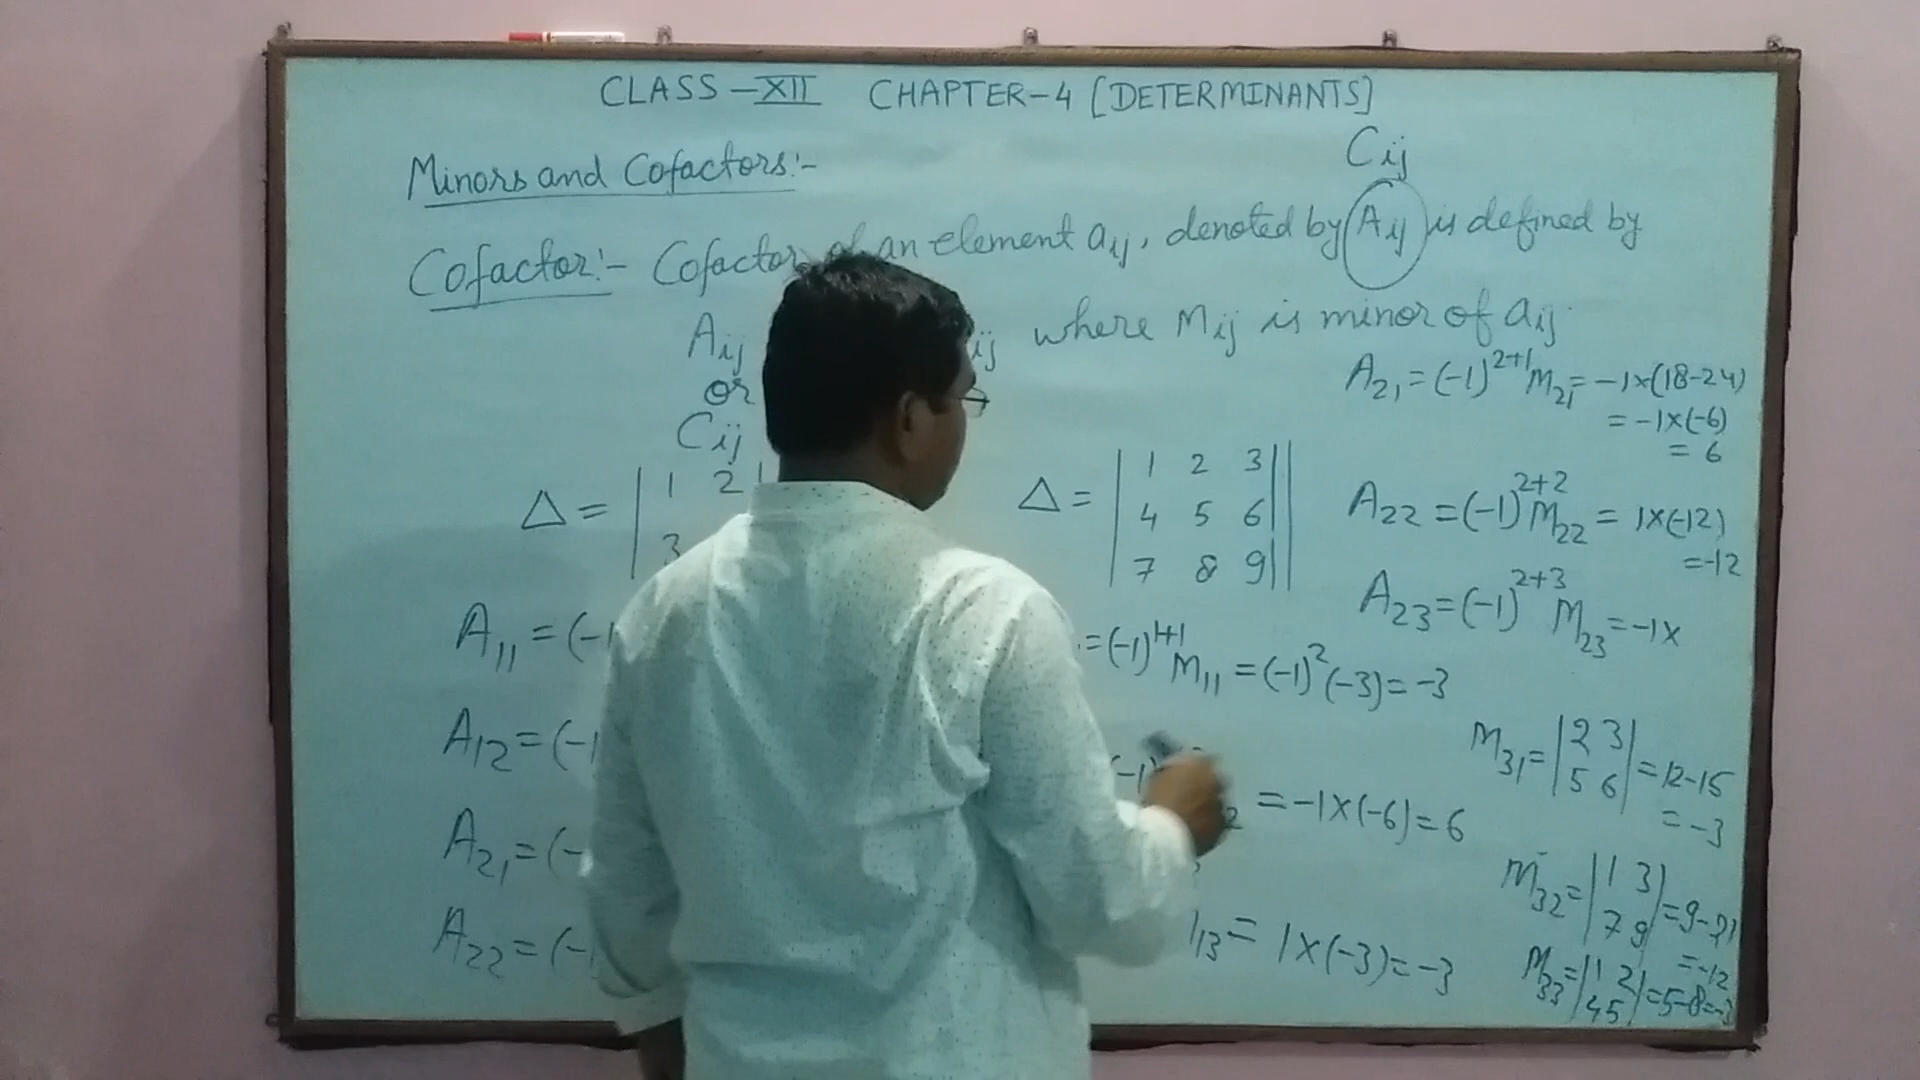 CLASS-XII CHAPTER-4 [DETERMINANTS]
Minors and Cofactors:-
Cij
Cofactor:- Cofactor of an element aij, denoted by Aij is defined by
Aij ij where Mij is minor of aij
or
Cij
Δ = | 1 2 |
3
A11 = (-1
A12 = (-1
A21 = (-
A22 = (-1
Δ = | 1 2 3 |
4 5 6
7 8 9
= (-1)^1+1 M11 = (-1)^2 (-3) = -3
(-1) 2 = -1×(-6) = 6
13 = 1×(-3) = -3
A21 = (-1)^2+1 M21 = -1×(18-24)
= -1×(-6)
= 6
A22 = (-1)^2+2 M22 = 1×(-12)
= -12
A23 = (-1)^2+3 M23 = -1×
M31 = | 2 3 | = 12-15
5 6
= -3
M32 = | 1 3 | = 9-21
7 9
= -12
M33 = | 1 2 | = 5-8 = -3
4 5